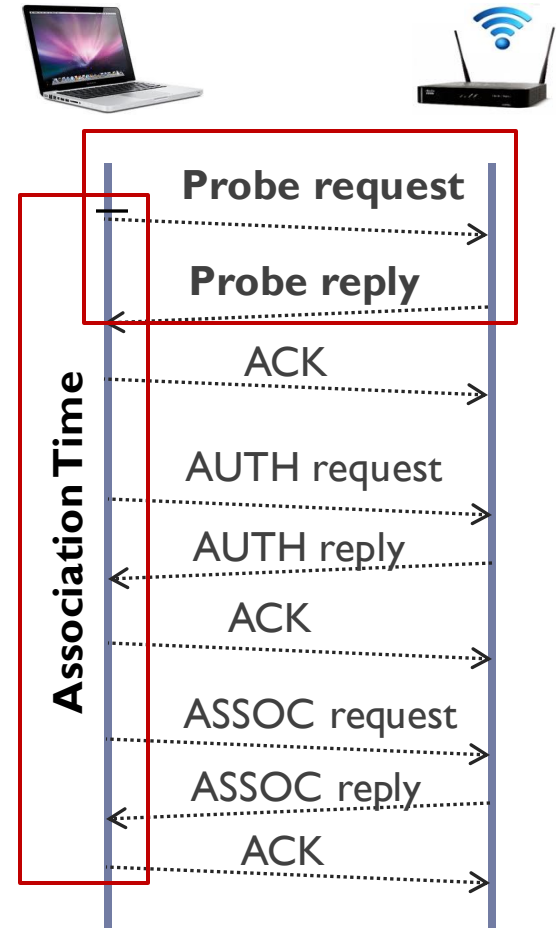 Probe request
Probe reply
ACK
AUTH request
AUTH reply
ACK
ASSOC request
ASSOC reply
ACK
Association Time